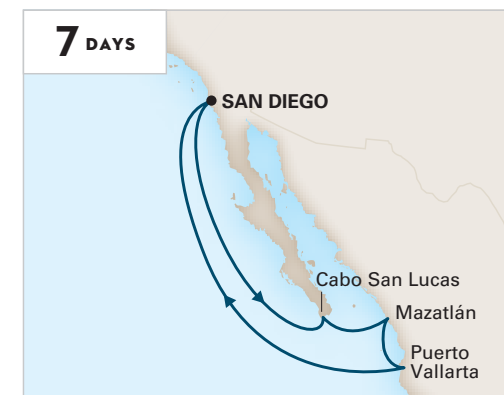 7 DAYS
SAN DIEGO
Cabo San Lucas
Mazatlán
Puerto
Vallarta